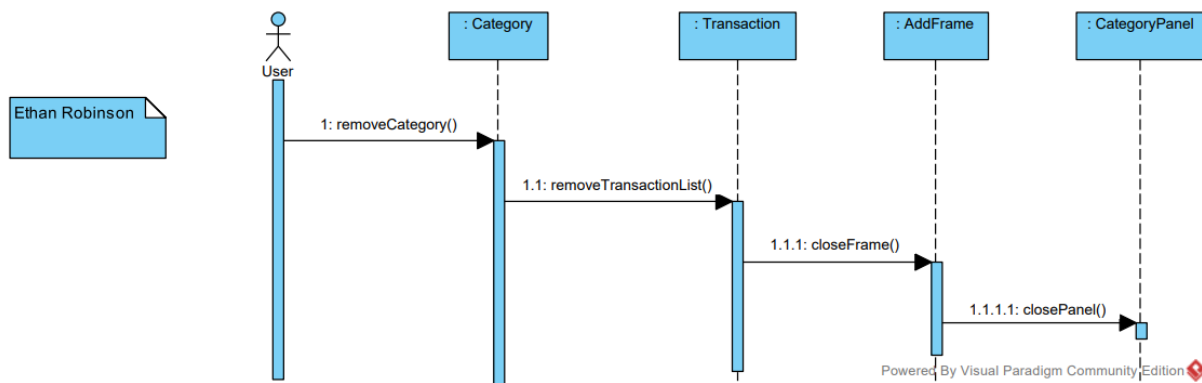 : Category
: Transaction
: AddFrame
: CategoryPanel
User
Ethan Robinson
1: removeCategory()
1.1: removeTransactionList()
1.1.1: closeFrame()
1.1.1.1: closePanel()
Powered By Visual Paradigm Community Edition